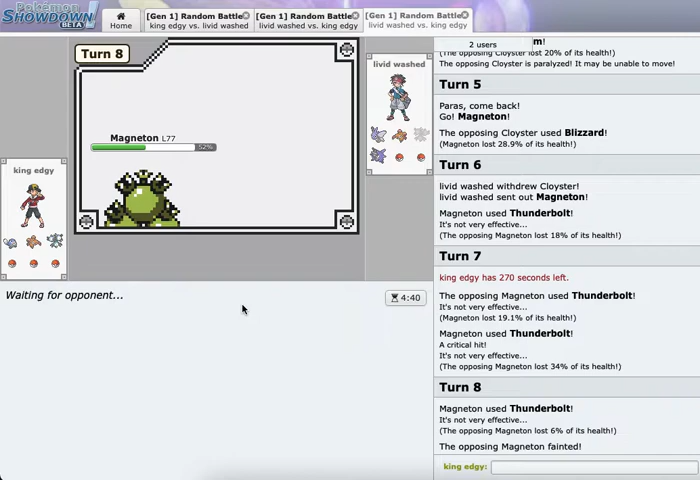 Pokémon
SHOWDOWN!
BETA
Home
[Gen 1] Random Battle
king edgy vs. livid washed
[Gen 1] Random Battle
livid washed vs. king edgy
[Gen 1] Random Battle
livid washed vs. king edgy
Turn 8
Magneton L77
52%
king edgy
livid washed
Waiting for opponent...
4:40
2 users
m!
(The opposing Cloyster lost 20% of its health!)
The opposing Cloyster is paralyzed! It may be unable to move!
Turn 5
Paras, come back!
Go! Magneton!
The opposing Cloyster used Blizzard!
(Magneton lost 28.9% of its health!)
Turn 6
livid washed withdrew Cloyster!
livid washed sent out Magneton!
Magneton used Thunderbolt!
It's not very effective...
(The opposing Magneton lost 18% of its health!)
Turn 7
king edgy has 270 seconds left.
The opposing Magneton used Thunderbolt!
It's not very effective...
(Magneton lost 19.1% of its health!)
Magneton used Thunderbolt!
A critical hit!
It's not very effective...
(The opposing Magneton lost 34% of its health!)
Turn 8
Magneton used Thunderbolt!
It's not very effective...
(The opposing Magneton lost 6% of its health!)
The opposing Magneton fainted!
king edgy: